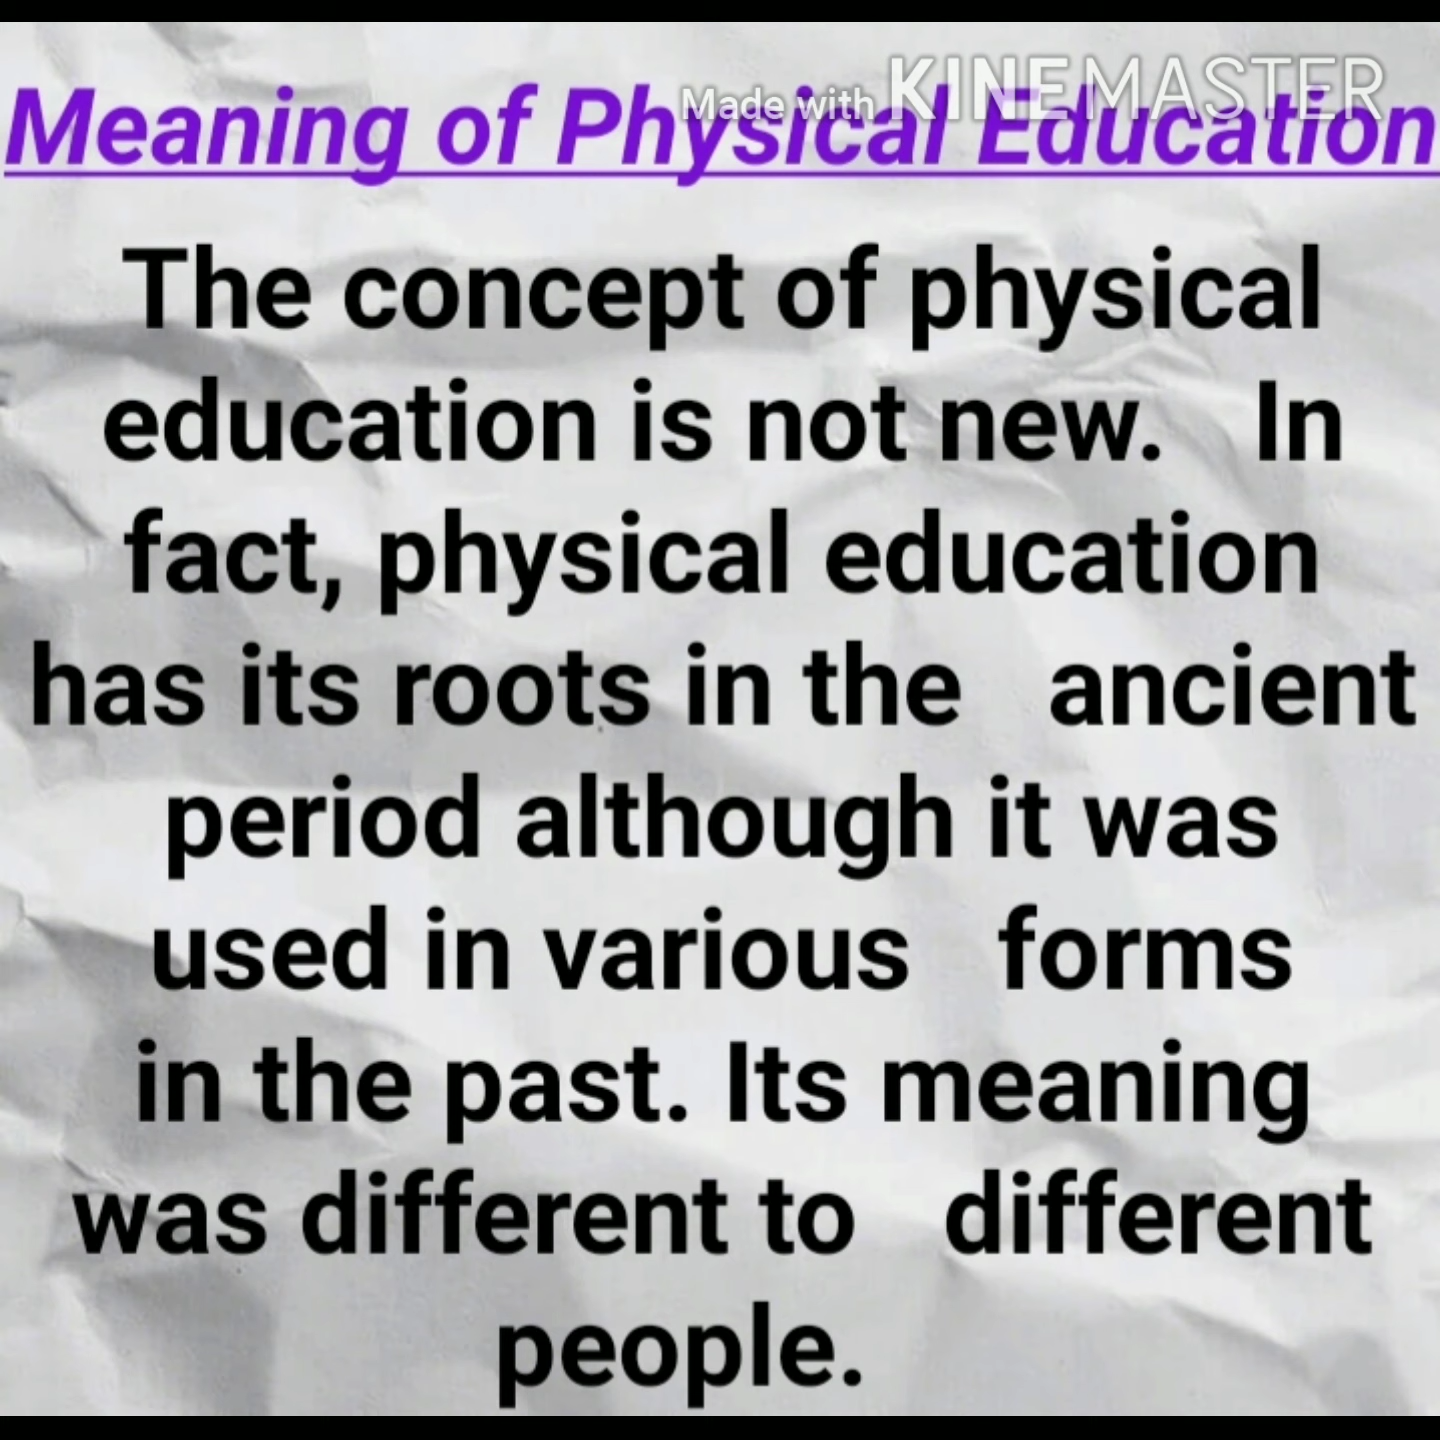 Made with KINEMASTER
Meaning of Physical Education
The concept of physical
education is not new. In
fact, physical education
has its roots in the ancient
period although it was
used in various forms
in the past. Its meaning
was different to different
people.